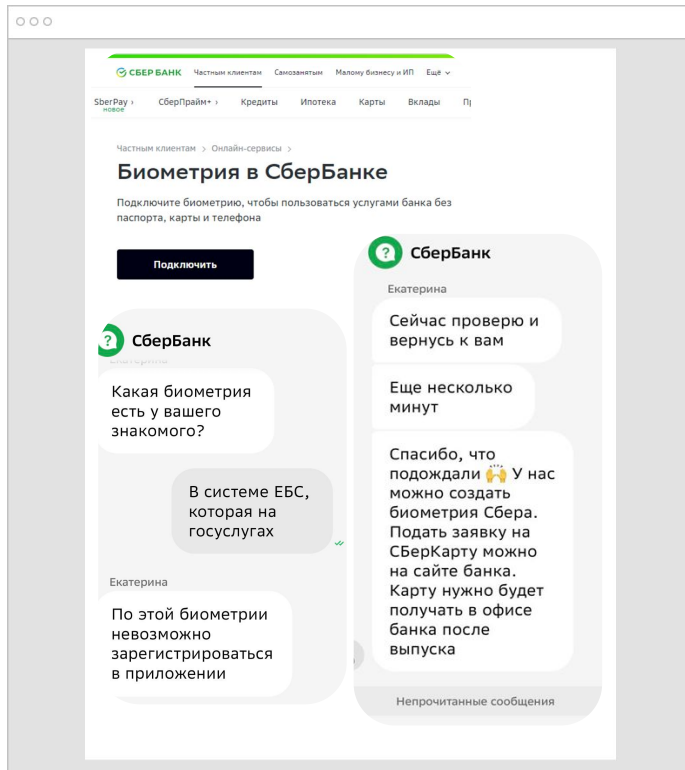 СБЕР БАНК Частным клиентам Самозанятым Малому бизнесу и ИП Ещё
SberPay СберПрайм+ Кредиты Ипотека Карты Вклады
НОВОЕ
Частным клиентам > Онлайн-сервисы >
Биометрия в СберБанке
Подключите биометрию, чтобы пользоваться услугами банка без
паспорта, карты и телефона
Подключить
СберБанк
Какая биометрия
есть у вашего
знакомого?
В системе ЕБС,
которая на
госуслугах
Екатерина
По этой биометрии
невозможно
зарегистрироваться
в приложении
СберБанк
Екатерина
Сейчас проверю и
вернусь к вам
Еще несколько
минут
Спасибо, что
подождали 🙌 У нас
можно создать
биометрия Сбера.
Подать заявку на
СБерКарту можно
на сайте банка.
Карту нужно будет
получать в офисе
банка после
выпуска
Непрочитанные сообщения